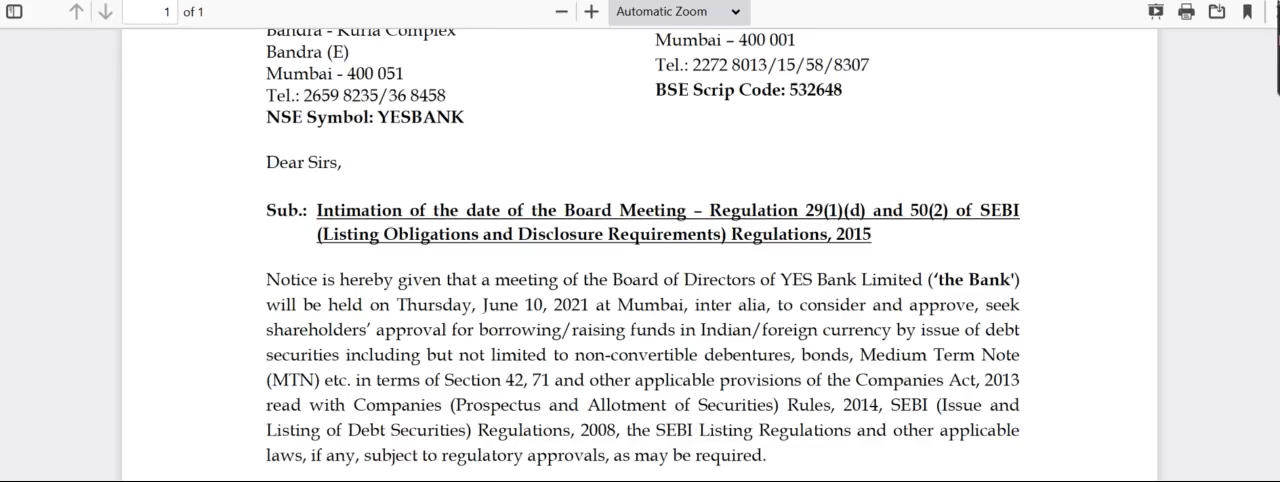 1 of 1
Automatic Zoom
Bandra - Kurla Complex
Bandra (E)
Mumbai - 400 051
Tel.: 2659 8235/36 8458
NSE Symbol: YESBANK
Mumbai – 400 001
Tel.: 2272 8013/15/58/8307
BSE Scrip Code: 532648
Dear Sirs,
Sub.: Intimation of the date of the Board Meeting – Regulation 29(1)(d) and 50(2) of SEBI
(Listing Obligations and Disclosure Requirements) Regulations, 2015
Notice is hereby given that a meeting of the Board of Directors of YES Bank Limited (‘the Bank')
will be held on Thursday, June 10, 2021 at Mumbai, inter alia, to consider and approve, seek
shareholders’ approval for borrowing/raising funds in Indian/foreign currency by issue of debt
securities including but not limited to non-convertible debentures, bonds, Medium Term Note
(MTN) etc. in terms of Section 42, 71 and other applicable provisions of the Companies Act, 2013
read with Companies (Prospectus and Allotment of Securities) Rules, 2014, SEBI (Issue and
Listing of Debt Securities) Regulations, 2008, the SEBI Listing Regulations and other applicable
laws, if any, subject to regulatory approvals, as may be required.